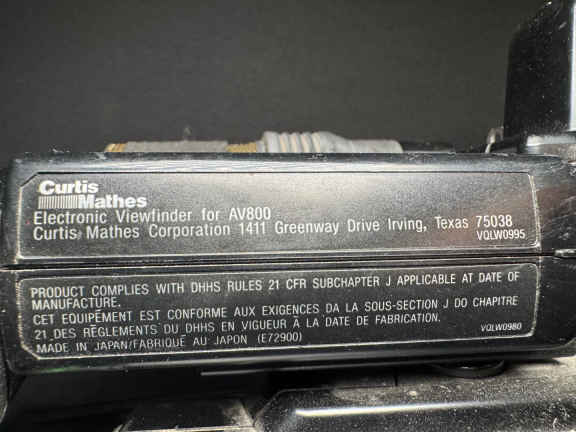 Curtis
Mathes
Electronic Viewfinder for AV800
Curtis Mathes Corporation 1411 Greenway Drive Irving, Texas 75038
VQLW0995
PRODUCT COMPLIES WITH DHHS RULES 21 CFR SUBCHAPTER J APPLICABLE AT DATE OF
MANUFACTURE.
CET EQUIPEMENT EST CONFORME AUX EXIGENCES DA LA SOUS-SECTION J DO CHAPITRE
21 DES RÈGLEMENTS DU DHHS EN VIGUEUR À LA DATE DE FABRICATION.
VQLW0980
MADE IN JAPAN/FABRIQUÉ AU JAPON (E72900)